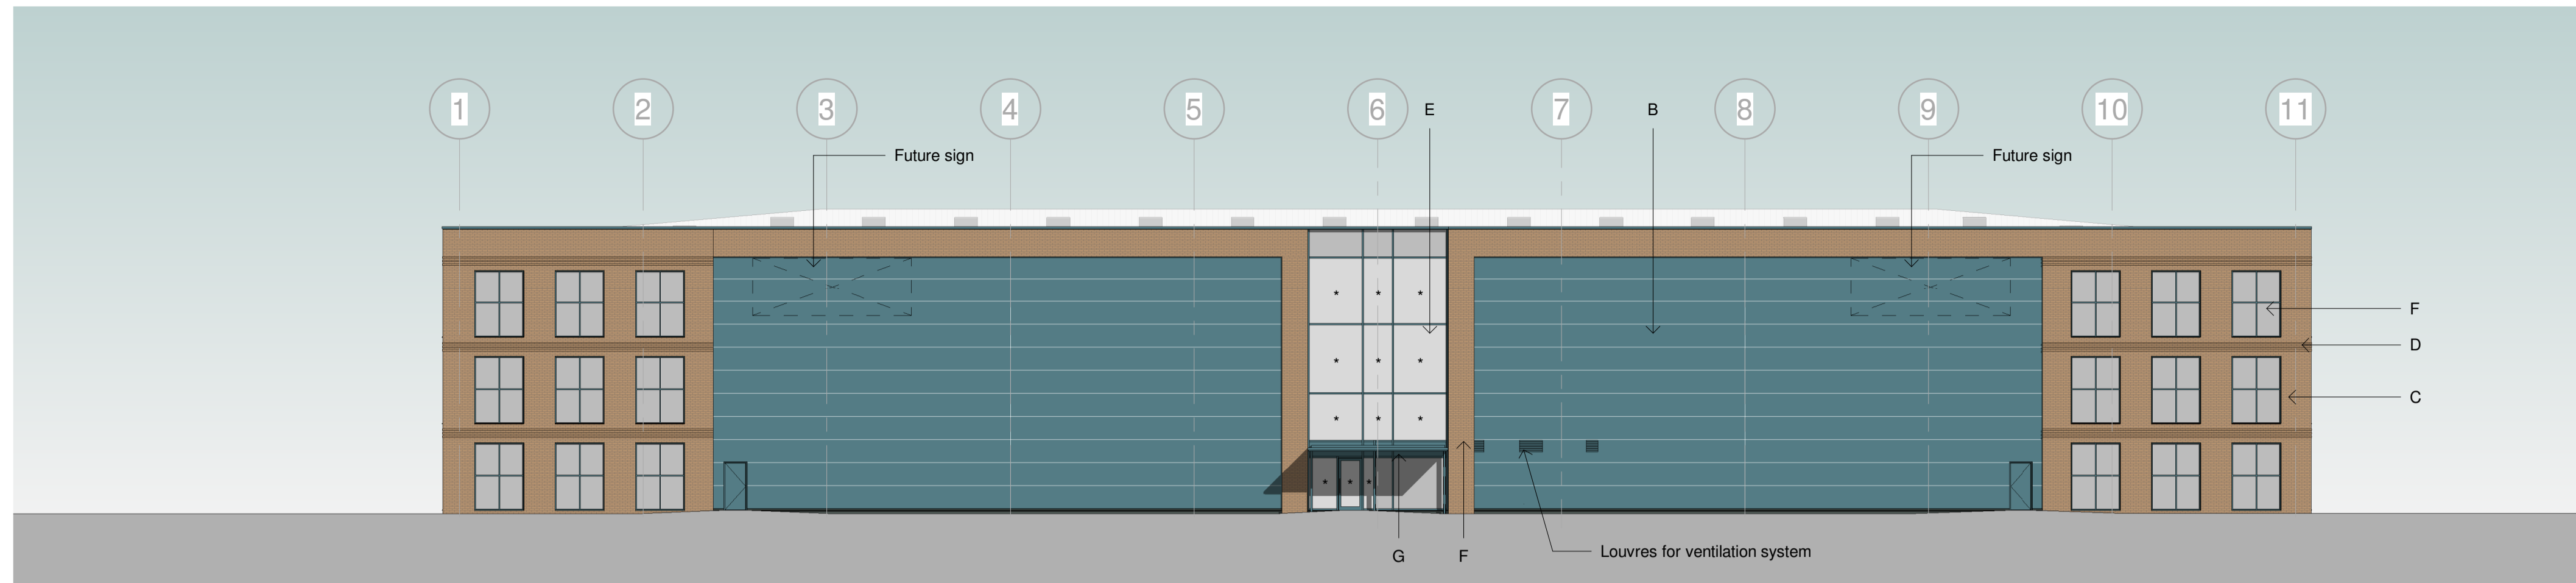 1 2 3 4 5 6 E 7 B 8 9 10 11
Future sign Future sign
* * *
F
D
* * *
C
* * *
* * *
G F Louvres for ventilation system